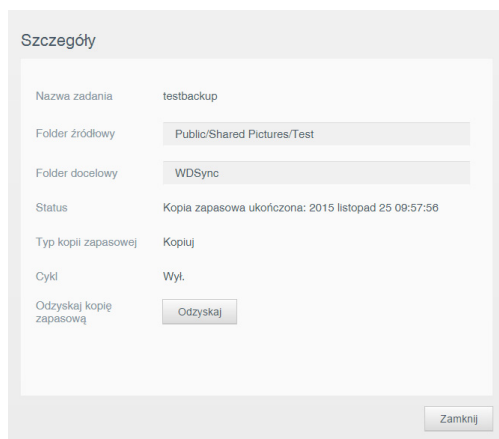 Szczegóły
Nazwa zadania testbackup
Folder źródłowy Public/Shared Pictures/Test
Folder docelowy WDSync
Status Kopia zapasowa ukończona: 2015 listopad 25 09:57:56
Typ kopii zapasowej Kopiuj
Cykl Wył.
Odzyskaj kopię
zapasową Odzyskaj
Zamknij